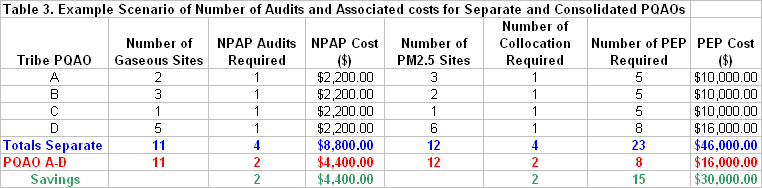 Table 3. Example Scenario of Number of Audits and Associated costs for Separate and Consolidated PQAOs
Tribe PQAO Number of Gaseous Sites NPAP Audits Required NPAP Cost ($) Number of PM2.5 Sites Number of Collocation Required Number of PEP Required PEP Cost ($)
A 2 1 $2,200.00 3 1 5 $10,000.00
B 3 1 $2,200.00 2 1 5 $10,000.00
C 1 1 $2,200.00 1 1 5 $10,000.00
D 5 1 $2,200.00 6 1 8 $16,000.00
Totals Separate 11 4 $8,800.00 12 4 23 $46,000.00
PQAO A-D 11 2 $4,400.00 12 2 8 $16,000.00
Savings 2 $4,400.00 2 15 $30,000.00